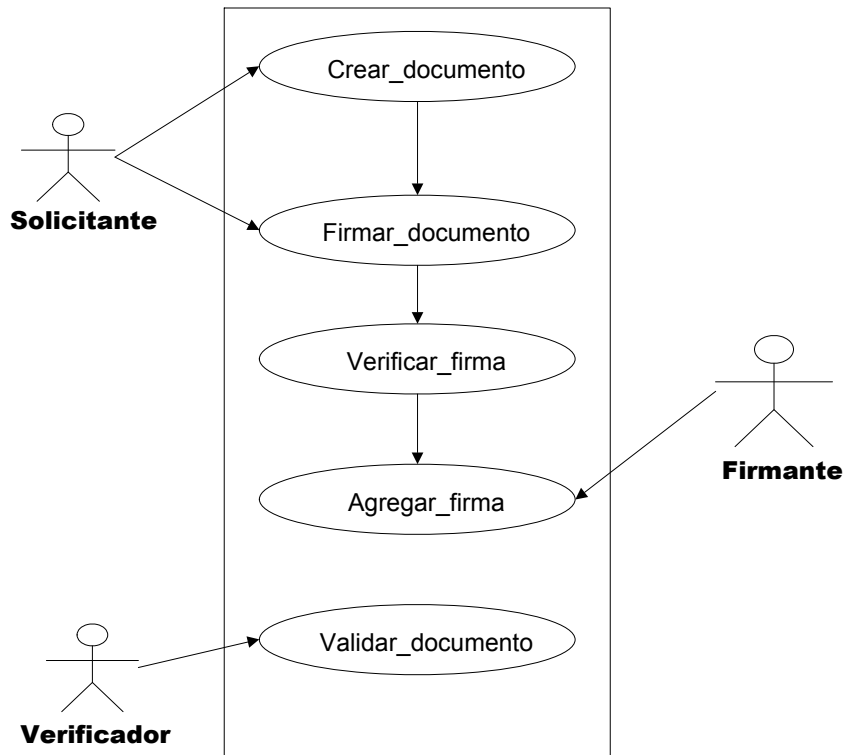 Crear_documento
Solicitante
Firmar_documento
Verificar_firma
Firmante
Agregar_firma
Validar_documento
Verificador